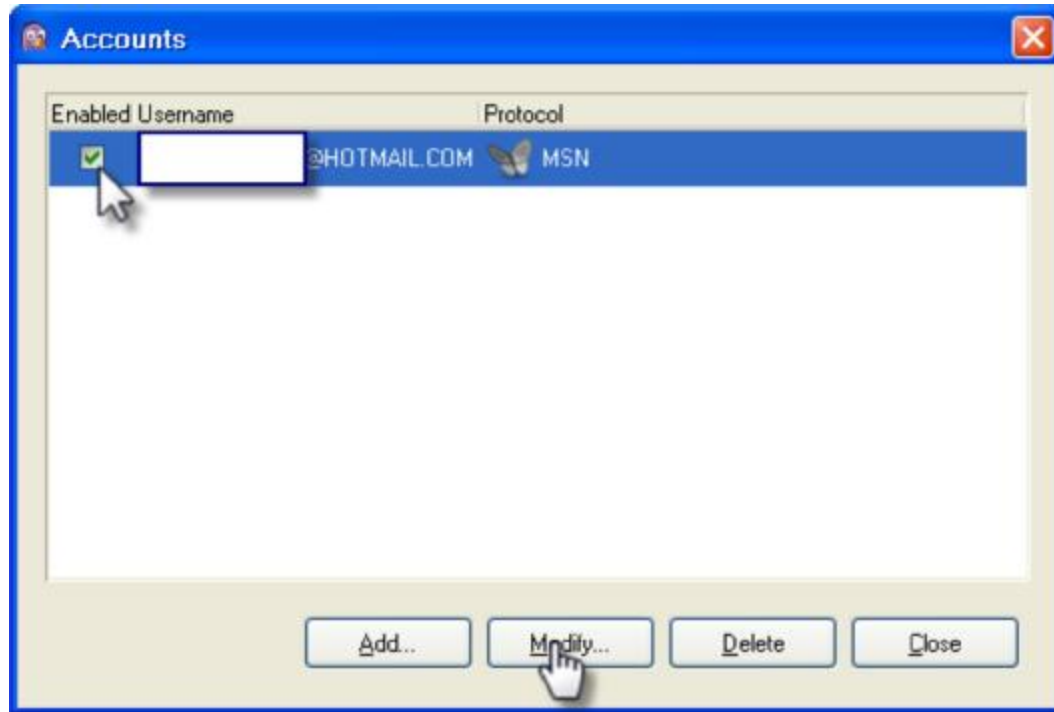 Accounts
Enabled Username Protocol
@HOTMAIL.COM MSN
Add... Modify... Delete Close